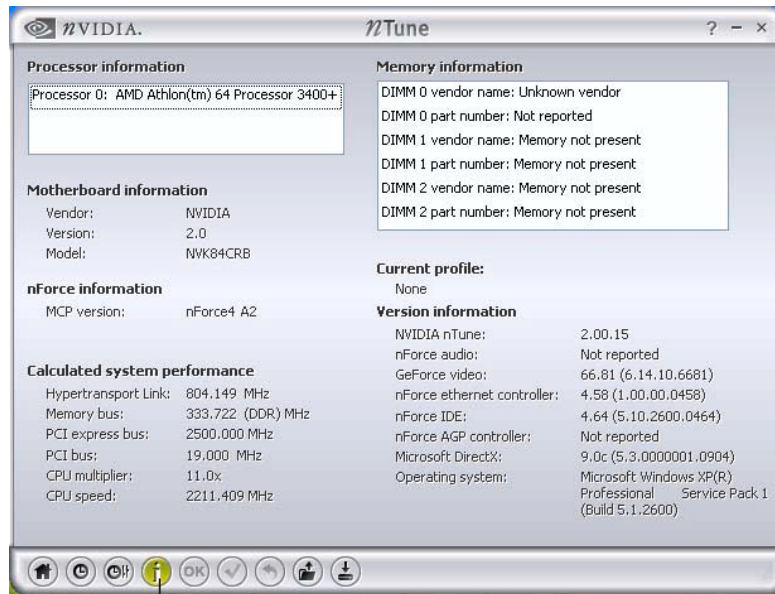 nVIDIA.
nTune
? - ×
Processor information
Processor 0: AMD Athlon(tm) 64 Processor 3400+
Motherboard information
Vendor: NVIDIA
Version: 2.0
Model: NVK84CRB
nForce information
MCP version: nForce4 A2
Calculated system performance
Hypertransport Link: 804.149 MHz
Memory bus: 333.722 (DDR) MHz
PCI express bus: 2500.000 MHz
PCI bus: 19.000 MHz
CPU multiplier: 11.0x
CPU speed: 2211.409 MHz
Memory information
DIMM 0 vendor name: Unknown vendor
DIMM 0 part number: Not reported
DIMM 1 vendor name: Memory not present
DIMM 1 part number: Memory not present
DIMM 2 vendor name: Memory not present
DIMM 2 part number: Memory not present
Current profile:
None
Version information
NVIDIA nTune: 2.00.15
nForce audio: Not reported
GeForce video: 66.81 (6.14.10.6681)
nForce ethernet controller: 4.58 (1.00.00.0458)
nForce IDE: 4.64 (5.10.2600.0464)
nForce AGP controller: Not reported
Microsoft DirectX: 9.0c (5.3.0000001.0904)
Operating system: Microsoft Windows XP(R)
Professional Service Pack 1
(Build 5.1.2600)
i
OK